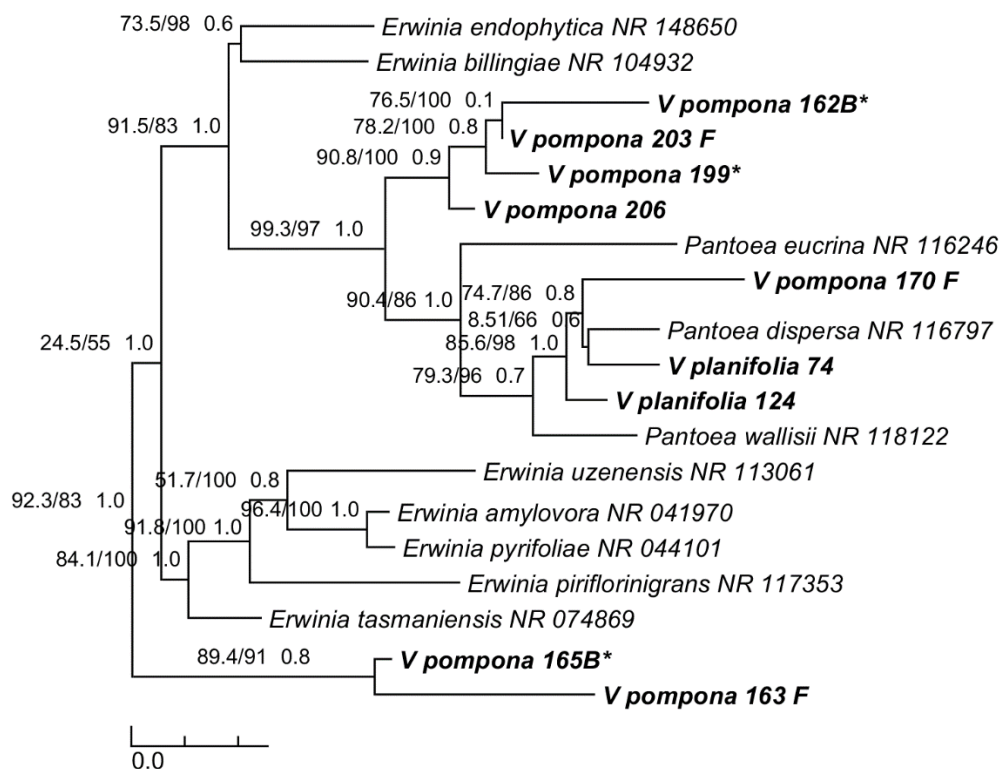 73.5/98 0.6
Erwinia endophytica NR 148650
Erwinia billingiae NR 104932
76.5/100 0.1
V pompona 162B*
91.5/83 1.0
78.2/100 0.8
V pompona 203 F
90.8/100 0.9
V pompona 199*
V pompona 206
99.3/97 1.0
Pantoea eucrina NR 116246
90.4/86 1.0
74.7/86 0.8
V pompona 170 F
8.51/66 0.6
Pantoea dispersa NR 116797
24.5/55 1.0
85.6/98 1.0
V planifolia 74
79.3/96 0.7
V planifolia 124
Pantoea wallisii NR 118122
51.7/100 0.8
Erwinia uzenensis NR 113061
92.3/83 1.0
96.4/100 1.0
Erwinia amylovora NR 041970
91.8/100 1.0
Erwinia pyrifoliae NR 044101
84.1/100 1.0
Erwinia piriflorinigrans NR 117353
Erwinia tasmaniensis NR 074869
89.4/91 0.8
V pompona 165B*
V pompona 163 F
0.0